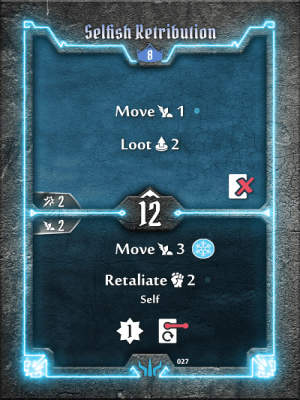 Selfish Retribution
8
Move 1
Loot 2
2
12
2
Move 3
Retaliate 2
Self
1
027